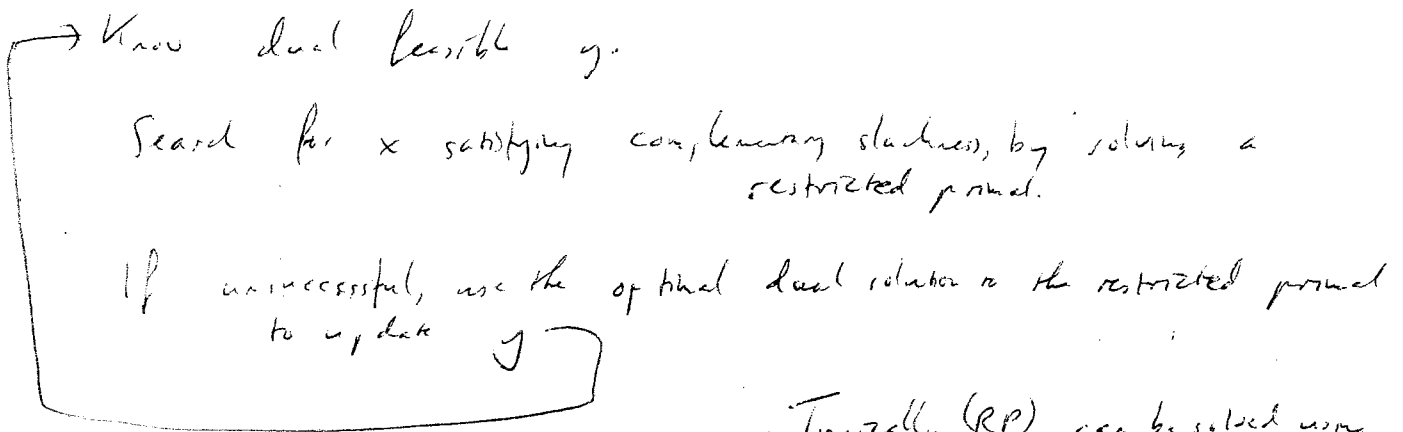 Know dual feasible y.
Search for x satisfying complementary slackness, by solving a
restricted primal.
If unsuccessful, use the optimal dual solution to the restricted primal
to update y
Typically (RP) can be solved using